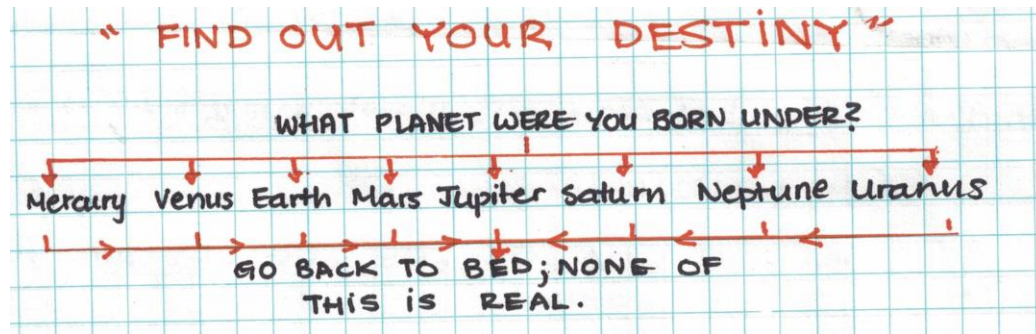 “ FIND OUT YOUR DESTiNY ”
WHAT PLANET WERE YOU BORN UNDER?
Mercury Venus Earth Mars Jupiter Saturn Neptune Uranus
GO BACK TO BED; NONE OF
THiS iS REAL.